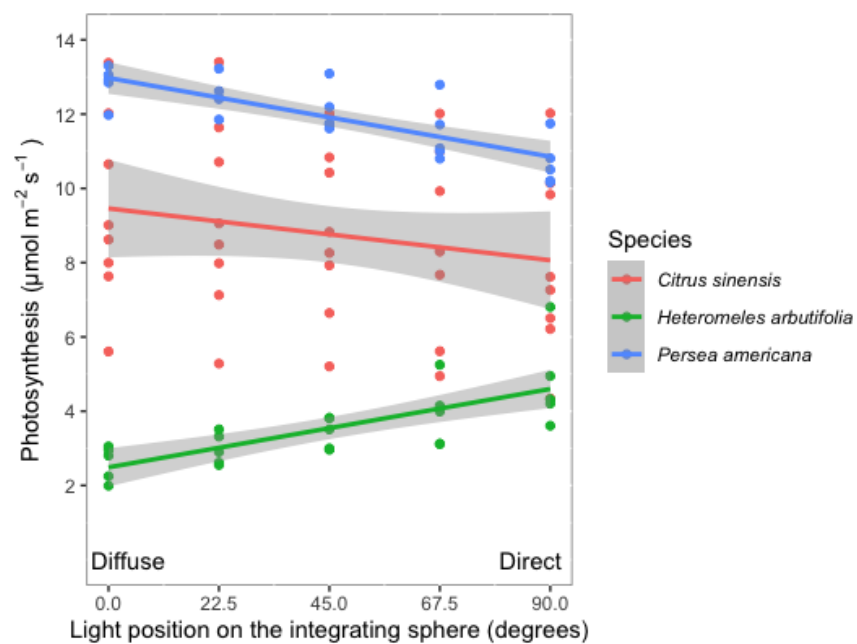 Photosynthesis (μmol m⁻² s⁻¹)
14
12
10
8
6
4
2
Diffuse
Direct
0.0
22.5
45.0
67.5
90.0
Light position on the integrating sphere (degrees)
Species
Citrus sinensis
Heteromeles arbutifolia
Persea americana